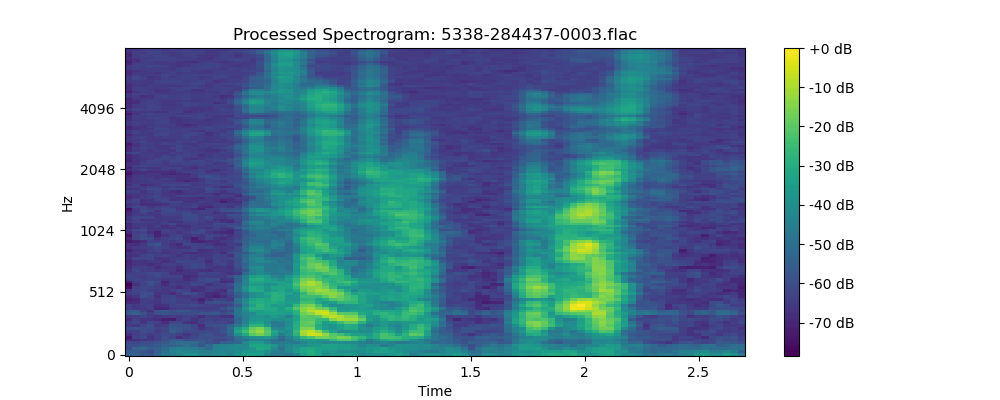 Processed Spectrogram: 5338-284437-0003.flac
Hz
4096
2048
1024
512
0
0
0.5
1
1.5
2
2.5
Time
+0 dB
-10 dB
-20 dB
-30 dB
-40 dB
-50 dB
-60 dB
-70 dB